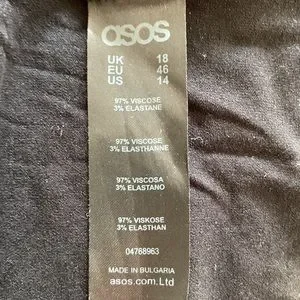 asos
UK 18
EU 46
US 14
97% VISCOSE
3% ELASTANE
97% VISCOSE
3% ELASTHANNE
97% VISCOSA
3% ELASTANO
97% VISKOSE
3% ELASTHAN
04768963
MADE IN BULGARIA
asos.com.Ltd